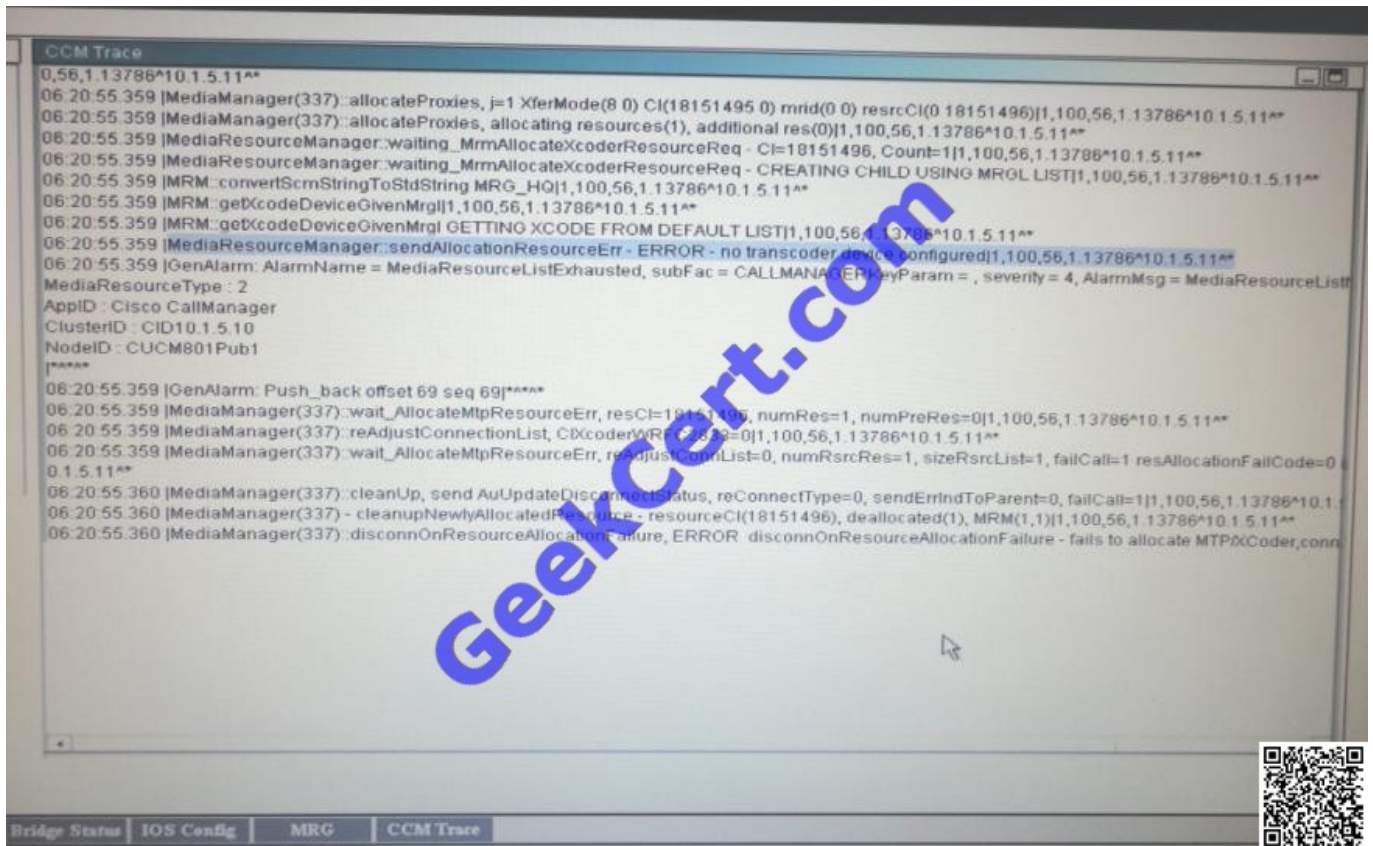 CCM Trace
0,56,1.13786^10.1.5.11^*
06:20:55.359 |MediaManager(337)::allocateProxies, j=1 XferMode(8 0) CI(18151495 0) mrid(0 0) resrcCI(0 18151496)|1,100,56,1.13786^10.1.5.11^*
06:20:55.359 |MediaManager(337)::allocateProxies, allocating resources(1), additional res(0)|1,100,56,1.13786^10.1.5.11^*
06:20:55.359 |MediaResourceManager::waiting_MrmAllocateXcoderResourceReq - CI=18151496, Count=1|1,100,56,1.13786^10.1.5.11^*
06:20:55.359 |MediaResourceManager::waiting_MrmAllocateXcoderResourceReq - CREATING CHILD USING MRGL LIST|1,100,56,1.13786^10.1.5.11^*
06:20:55.359 |MRM::convertScmStringToStdString MRG_HQ|1,100,56,1.13786^10.1.5.11^*
06:20:55.359 |MRM::getXcodeDeviceGivenMrgl|1,100,56,1.13786^10.1.5.11^*
06:20:55.359 |MRM::getXcodeDeviceGivenMrgl GETTING XCODE FROM DEFAULT LIST|1,100,56,1.13786^10.1.5.11^*
06:20:55.359 |MediaResourceManager::sendAllocationResourceErr - ERROR - no transcoder device configured|1,100,56,1.13786^10.1.5.11^*
06:20:55.359 |GenAlarm: AlarmName = MediaResourceListExhausted, subFac = CALLMANAGERKeyParam = , severity = 4, AlarmMsg = MediaResourceList
MediaResourceType : 2
AppID : Cisco CallManager
ClusterID : CID10.1.5.10
NodeID : CUCM801Pub1
|*^*^*
06:20:55.359 |GenAlarm: Push_back offset 69 seq 69|*^*^*
06:20:55.359 |MediaManager(337)::wait_AllocateMtpResourceErr, resCI=18151496, numRes=1, numPreRes=0|1,100,56,1.13786^10.1.5.11^*
06:20:55.359 |MediaManager(337)::reAdjustConnectionList, CIXcoderWRFC2833=0|1,100,56,1.13786^10.1.5.11^*
06:20:55.359 |MediaManager(337)::wait_AllocateMtpResourceErr, reAdjustConnList=0, numRsrcRes=1, sizeRsrcList=1, failCall=1 resAllocationFailCode=0
0.1.5.11^*
06:20:55.360 |MediaManager(337)::cleanUp, send AuUpdateDisconnectStatus, reConnectType=0, sendErrIndToParent=0, failCall=1|1,100,56,1.13786^10.1.
06:20:55.360 |MediaManager(337) - cleanupNewlyAllocatedResource - resourceCI(18151496), deallocated(1), MRM(1,1)|1,100,56,1.13786^10.1.5.11^*
06:20:55.360 |MediaManager(337)::disconnOnResourceAllocationFailure, ERROR disconnOnResourceAllocationFailure - fails to allocate MTP/XCoder,conn
GeekCert.com
Bridge Status IOS Config MRG CCM Trace